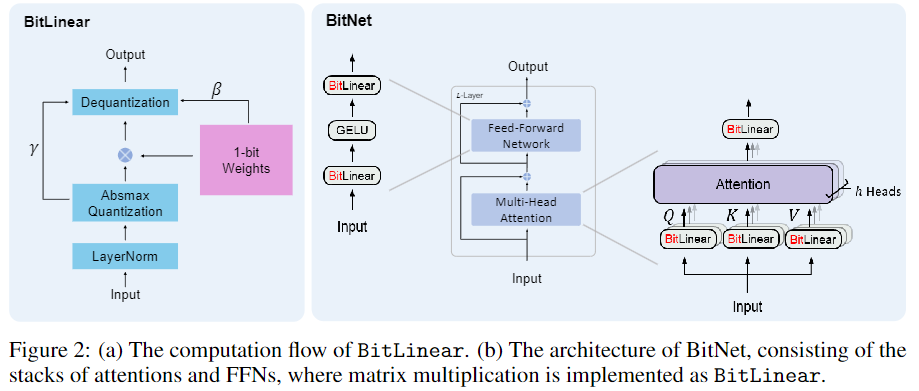 BitLinear
Output
Dequantization
β
γ
1-bit
Weights
Absmax
Quantization
LayerNorm
Input
BitNet
BitLinear
GELU
BitLinear
Input
Output
L-Layer
Feed-Forward
Network
Multi-Head
Attention
Input
BitLinear
Attention
h Heads
Q K V
BitLinear BitLinear BitLinear
Input
Figure 2: (a) The computation flow of BitLinear. (b) The architecture of BitNet, consisting of the
stacks of attentions and FFNs, where matrix multiplication is implemented as BitLinear.